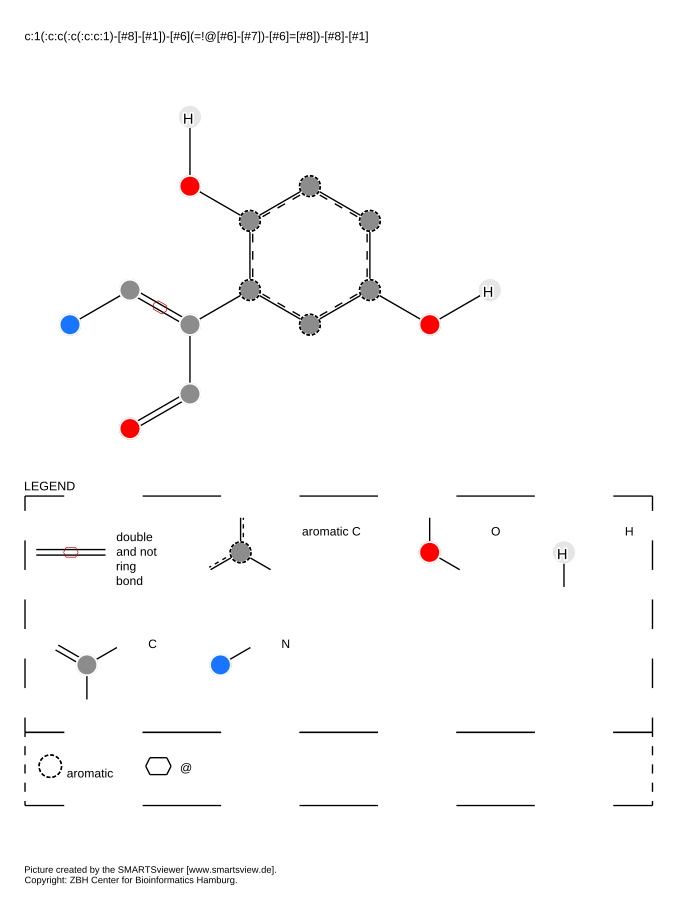 c:1(:c:c(:c(:c:c:1)-[#8]-[#1])-[#6](=!@[#6]-[#7])-[#6]=[#8])-[#8]-[#1]
H
H
LEGEND
double
and not
ring
bond
aromatic C
O
H
H
C
N
aromatic
@
Picture created by the SMARTSviewer [www.smartsview.de].
Copyright: ZBH Center for Bioinformatics Hamburg.